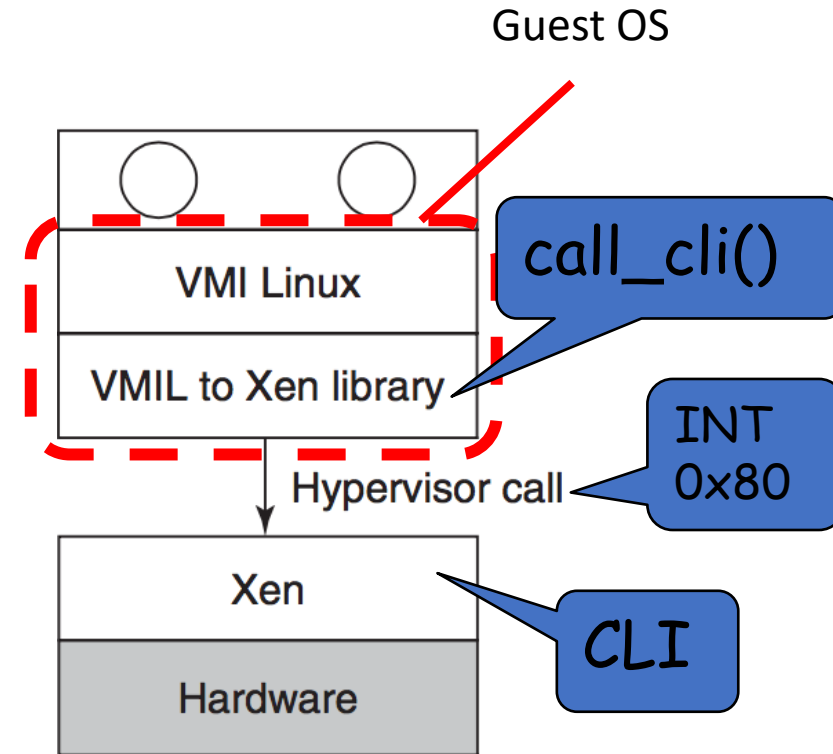 Guest OS
VMI Linux
call_cli()
VMIL to Xen library
Hypervisor call
INT
0x80
Xen
CLI
Hardware